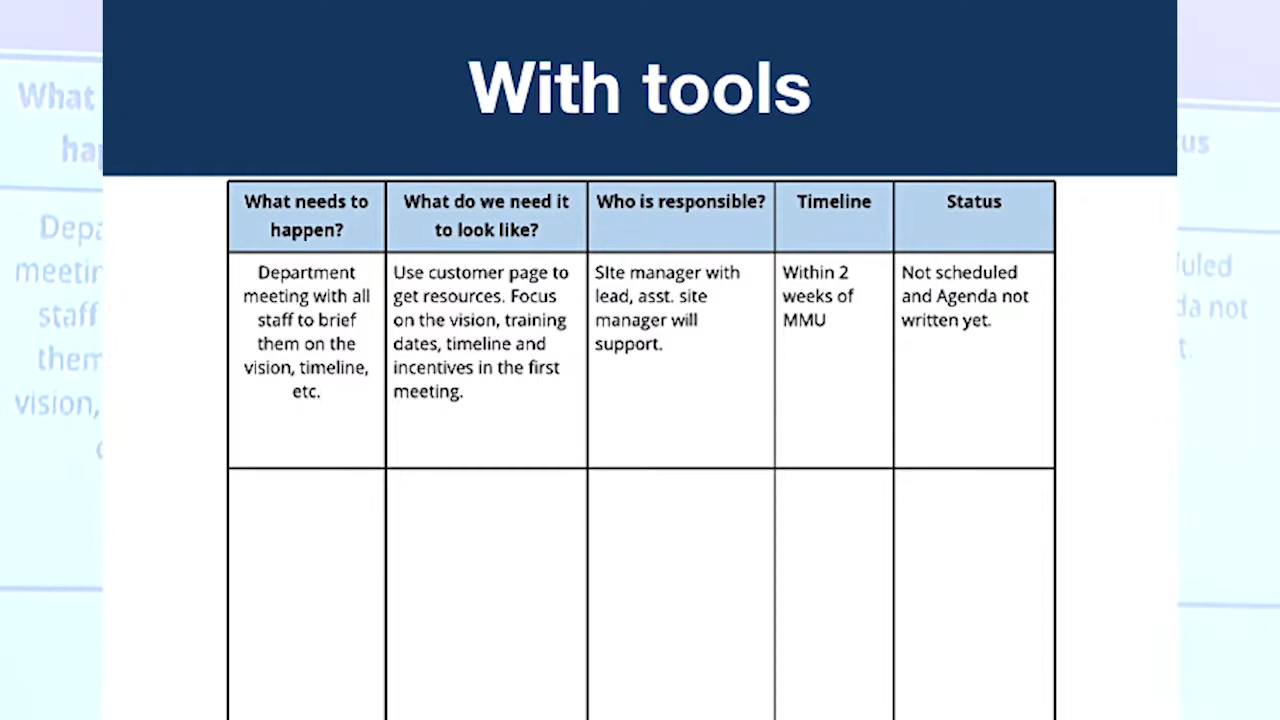 With tools
What needs to
happen?
What do we need it
to look like?
Who is responsible?
Timeline
Status
Department
meeting with all
staff to brief
them on the
vision, timeline,
etc.
Use customer page to
get resources. Focus
on the vision, training
dates, timeline and
incentives in the first
meeting.
SIte manager with
lead, asst. site
manager will
support.
Within 2
weeks of
MMU
Not scheduled
and Agenda not
written yet.